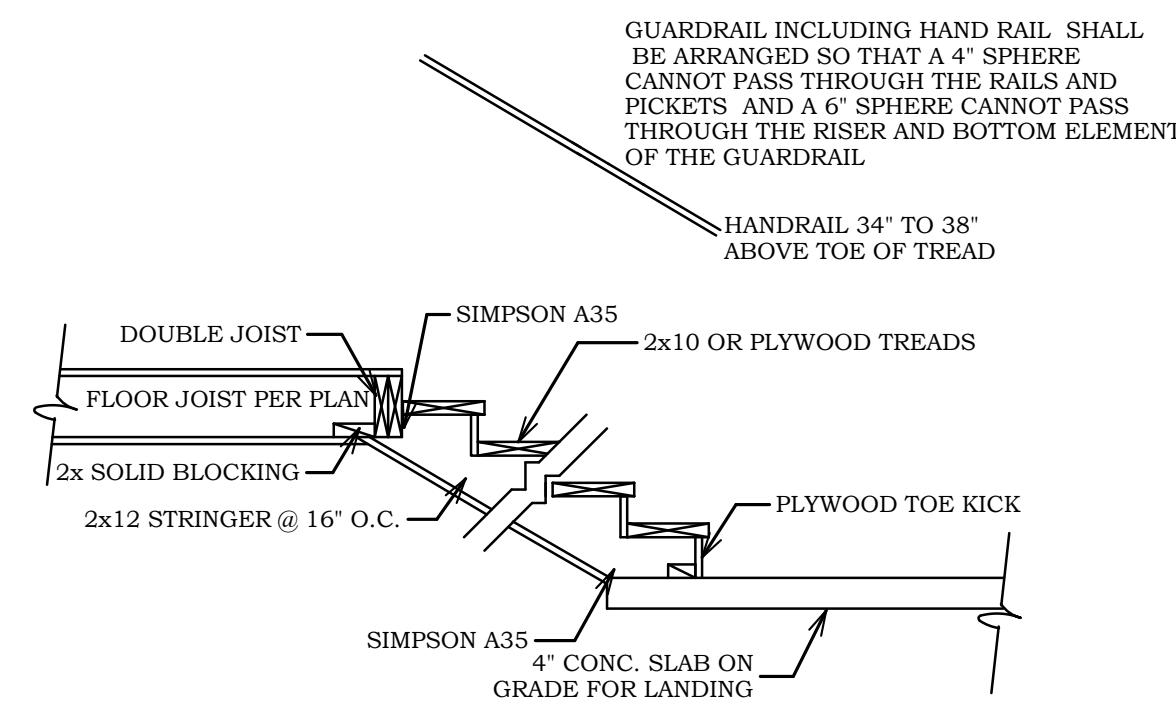 GUARDRAIL INCLUDING HAND RAIL SHALL
BE ARRANGED SO THAT A 4" SPHERE
CANNOT PASS THROUGH THE RAILS AND
PICKETS AND A 6" SPHERE CANNOT PASS
THROUGH THE RISER AND BOTTOM ELEMENT
OF THE GUARDRAIL
HANDRAIL 34" TO 38"
ABOVE TOE OF TREAD
SIMPSON A35
DOUBLE JOIST
2x10 OR PLYWOOD TREADS
FLOOR JOIST PER PLAN
2x SOLID BLOCKING
PLYWOOD TOE KICK
2x12 STRINGER @ 16" O.C.
SIMPSON A35
4" CONC. SLAB ON
GRADE FOR LANDING